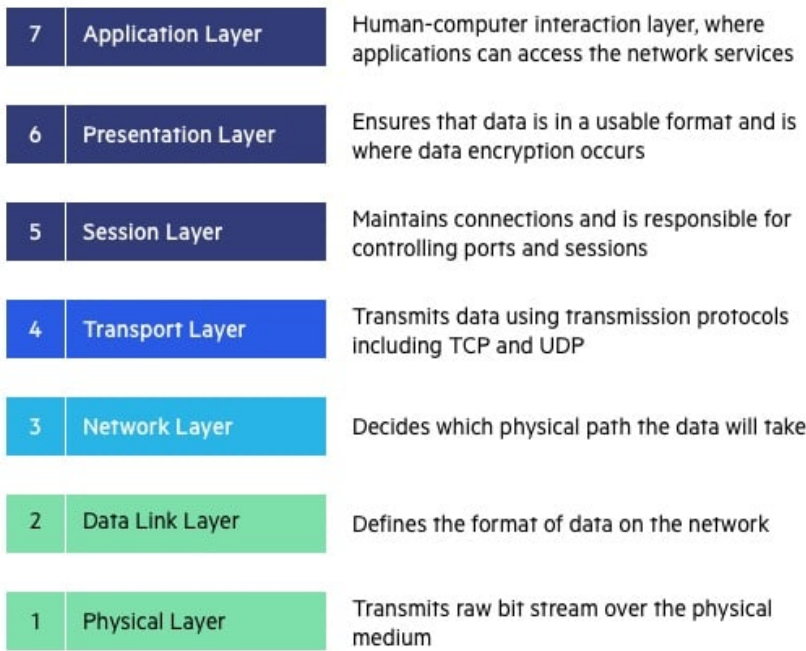 7 Application Layer
Human-computer interaction layer, where
applications can access the network services
6 Presentation Layer
Ensures that data is in a usable format and is
where data encryption occurs
5 Session Layer
Maintains connections and is responsible for
controlling ports and sessions
4 Transport Layer
Transmits data using transmission protocols
including TCP and UDP
3 Network Layer
Decides which physical path the data will take
2 Data Link Layer
Defines the format of data on the network
1 Physical Layer
Transmits raw bit stream over the physical
medium